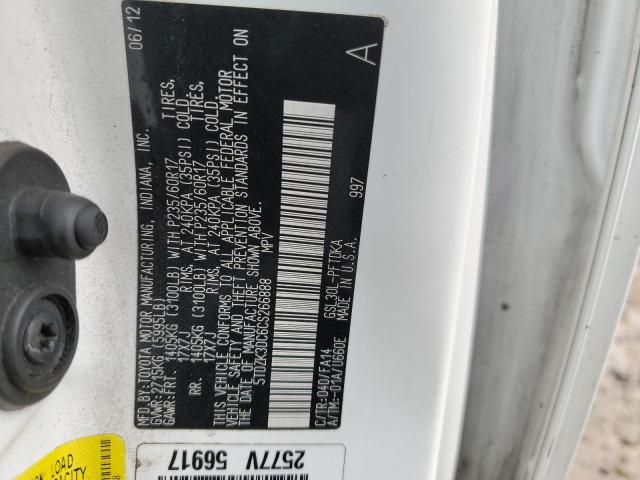 MFD.BY:TOYOTA MOTOR MANUFACTURING, INDIANA, INC. 06/12
GVWR:2715KG (5995LB)
GAWR:FRT. 1405KG (3100LB) WITH P235/60R17 TIRES,
17X7J RIMS, AT 240KPA (35PSI) COLD.
RR. 1405KG (3100LB) WITH P235/60R17 TIRES,
17X7J RIMS, AT 240KPA (35PSI) COLD.
THIS VEHICLE CONFORMS TO ALL APPLICABLE FEDERAL MOTOR
VEHICLE SAFETY AND THEFT PREVENTION STANDARDS IN EFFECT ON
THE DATE OF MANUFACTURE SHOWN ABOVE.
5TDZK3DC6CS266888 MPV
A
C/TR:040/FA14 GSL30L-PFTDKA
A/TM:-01A/U660E MADE IN U.S.A. 997
2577V 56917
LOAD